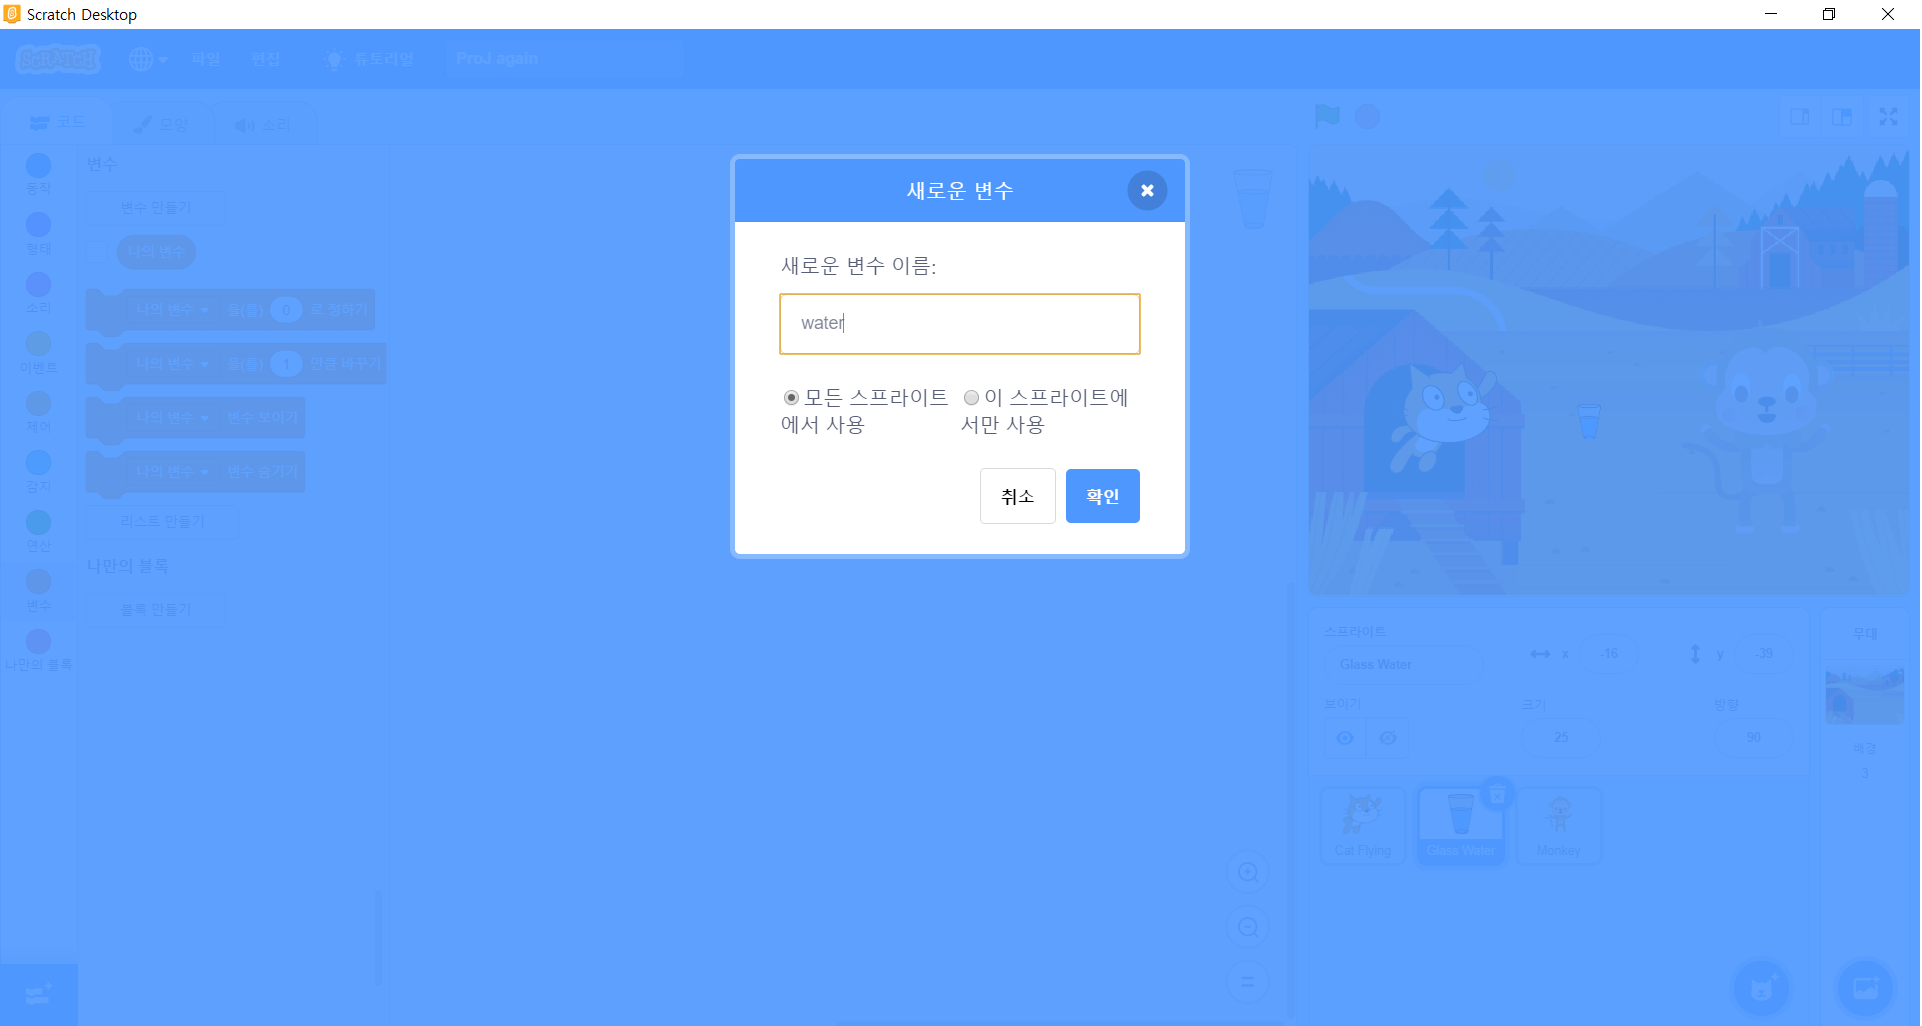 Scratch Desktop
SCRATCH
파일
편집
튜토리얼
ProJ again
코드
모양
소리
동작
형태
소리
이벤트
제어
감지
연산
변수
나만의 블록
변수
변수 만들기
나의 변수
나의 변수 을(를) 0 로 정하기
나의 변수 을(를) 1 만큼 바꾸기
나의 변수 변수 보이기
나의 변수 변수 숨기기
리스트 만들기
나만의 블록
블록 만들기
새로운 변수
새로운 변수 이름:
water
모든 스프라이트
에서 사용
이 스프라이트에
서만 사용
취소
확인
스프라이트
Glass Water
x -16
y -39
보이기
크기
25
방향
90
Cat Flying
Glass Water
Monkey
무대
배경
3